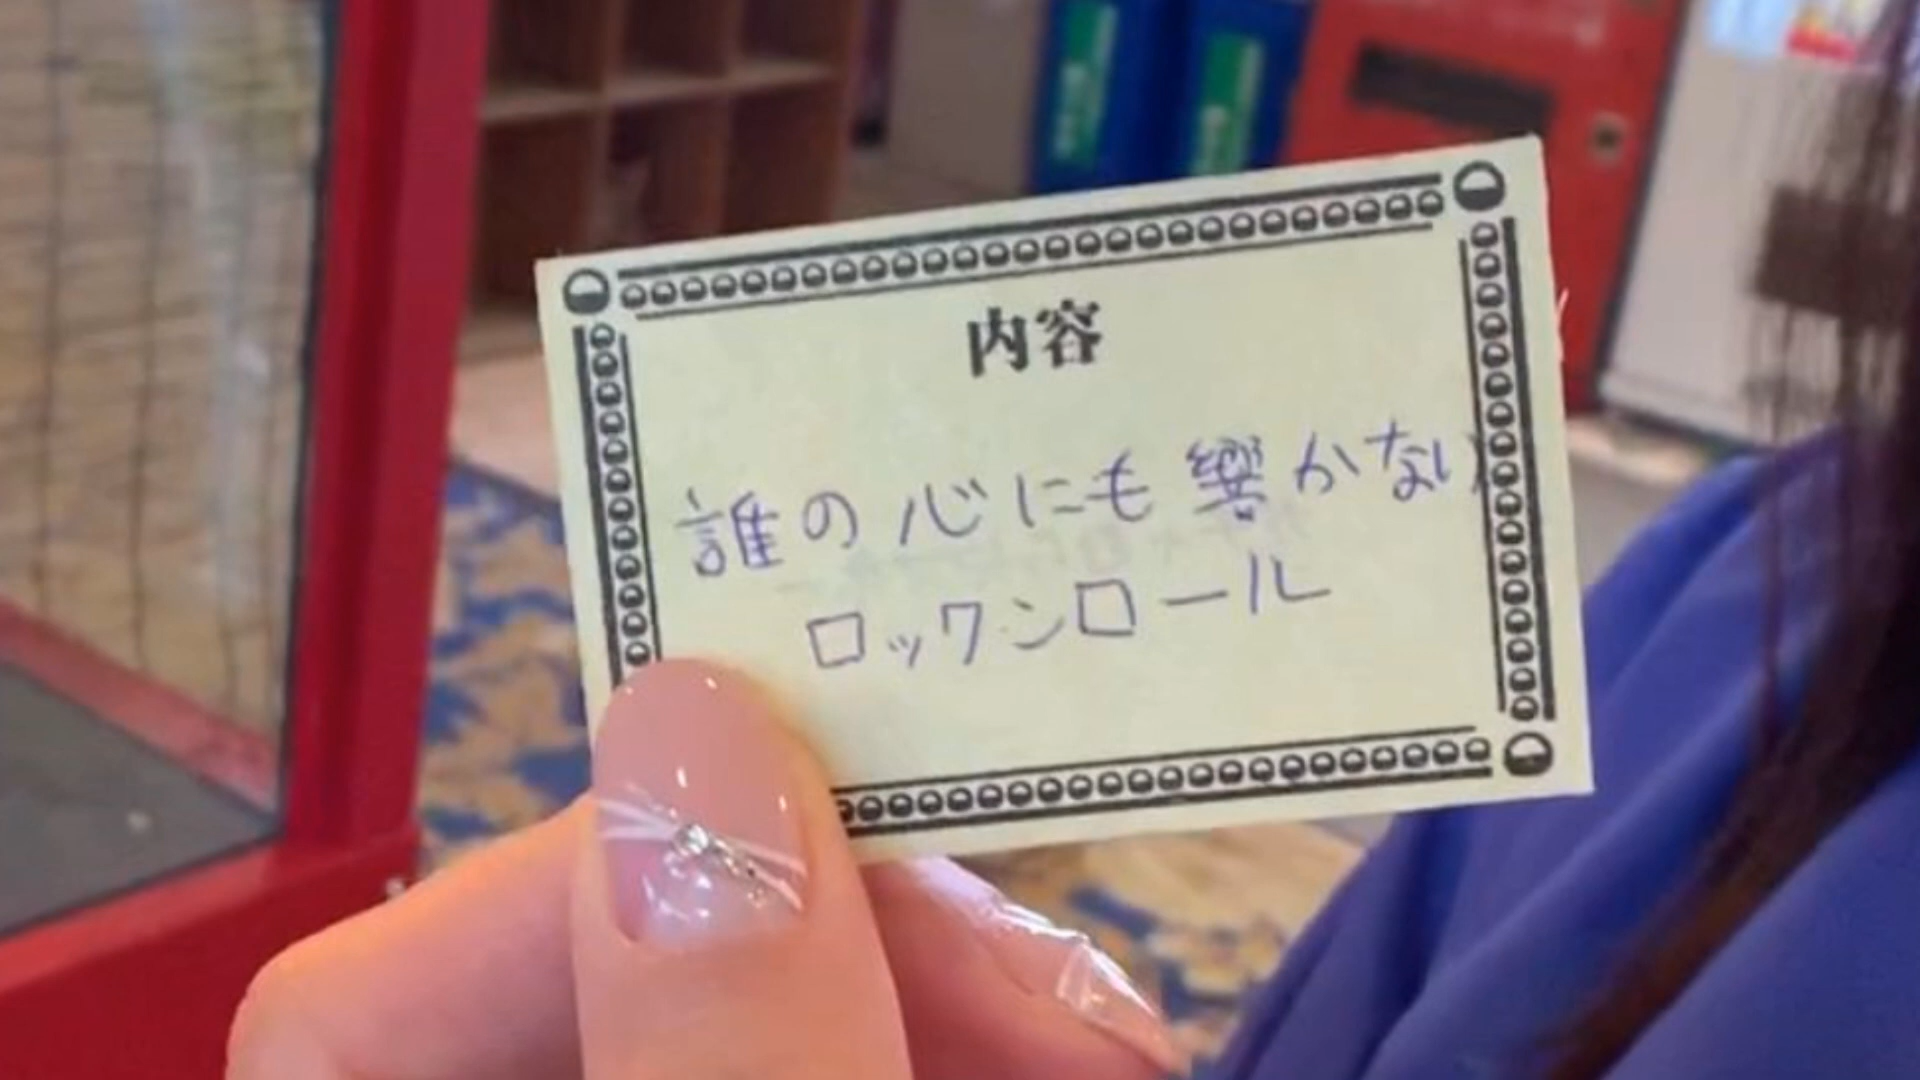 内容
誰の心にも響かない
ロックンロール